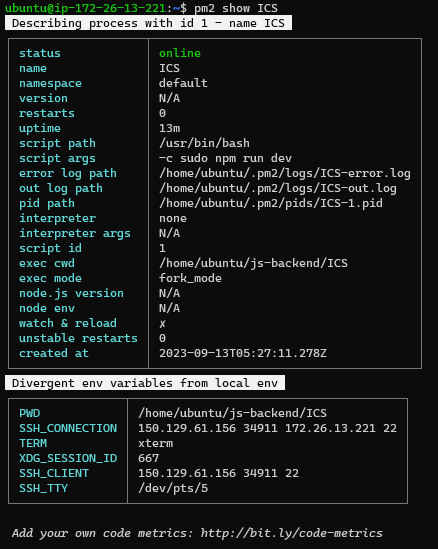 ubuntu@ip-172-26-13-221:~$ pm2 show ICS
Describing process with id 1 - name ICS
status online
name ICS
namespace default
version N/A
restarts 0
uptime 13m
script path /usr/bin/bash
script args -c sudo npm run dev
error log path /home/ubuntu/.pm2/logs/ICS-error.log
out log path /home/ubuntu/.pm2/logs/ICS-out.log
pid path /home/ubuntu/.pm2/pids/ICS-1.pid
interpreter none
interpreter args N/A
script id 1
exec cwd /home/ubuntu/js-backend/ICS
exec mode fork_mode
node.js version N/A
node env N/A
watch & reload ✗
unstable restarts 0
created at 2023-09-13T05:27:11.278Z
Divergent env variables from local env
PWD /home/ubuntu/js-backend/ICS
SSH_CONNECTION 150.129.61.156 34911 172.26.13.221 22
TERM xterm
XDG_SESSION_ID 667
SSH_CLIENT 150.129.61.156 34911 22
SSH_TTY /dev/pts/5
Add your own code metrics: http://bit.ly/code-metrics